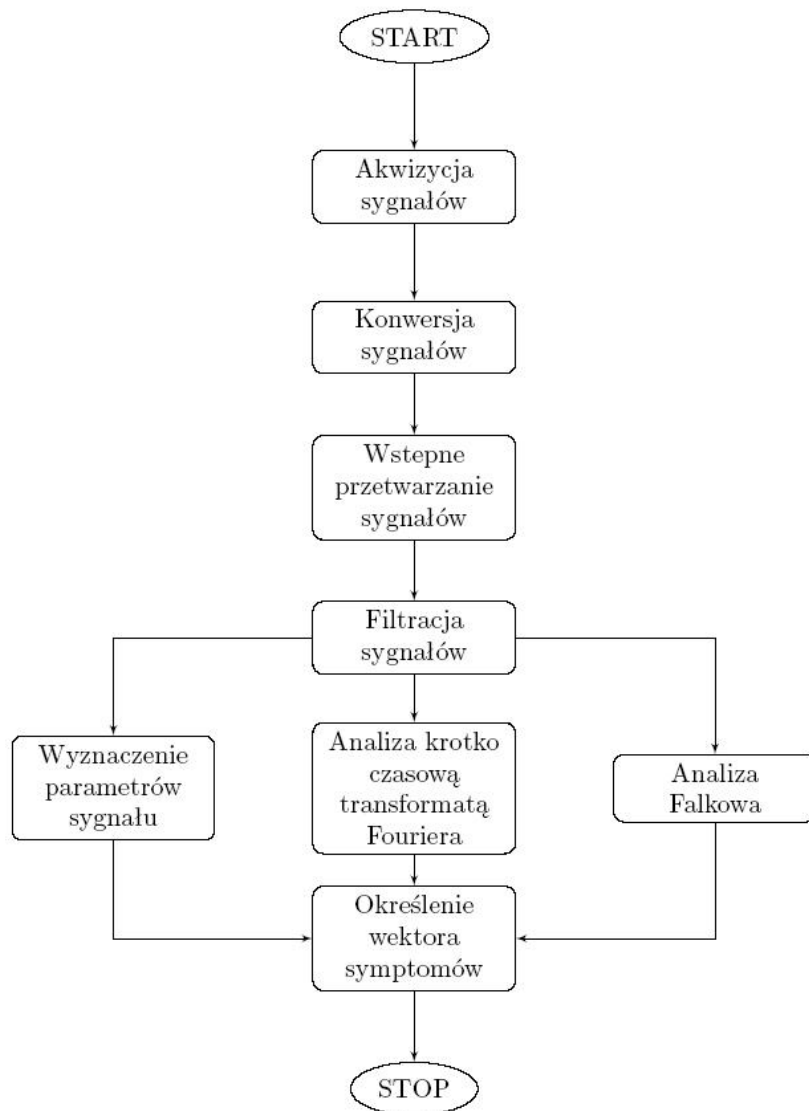 START
Akwizycja
sygnałów
Konwersja
sygnałów
Wstepne
przetwarzanie
sygnałów
Filtracja
sygnałów
Wyznaczenie
parametrów
sygnału
Analiza krotko
czasową
transformatą
Fouriera
Analiza
Falkowa
Określenie
wektora
symptomów
STOP